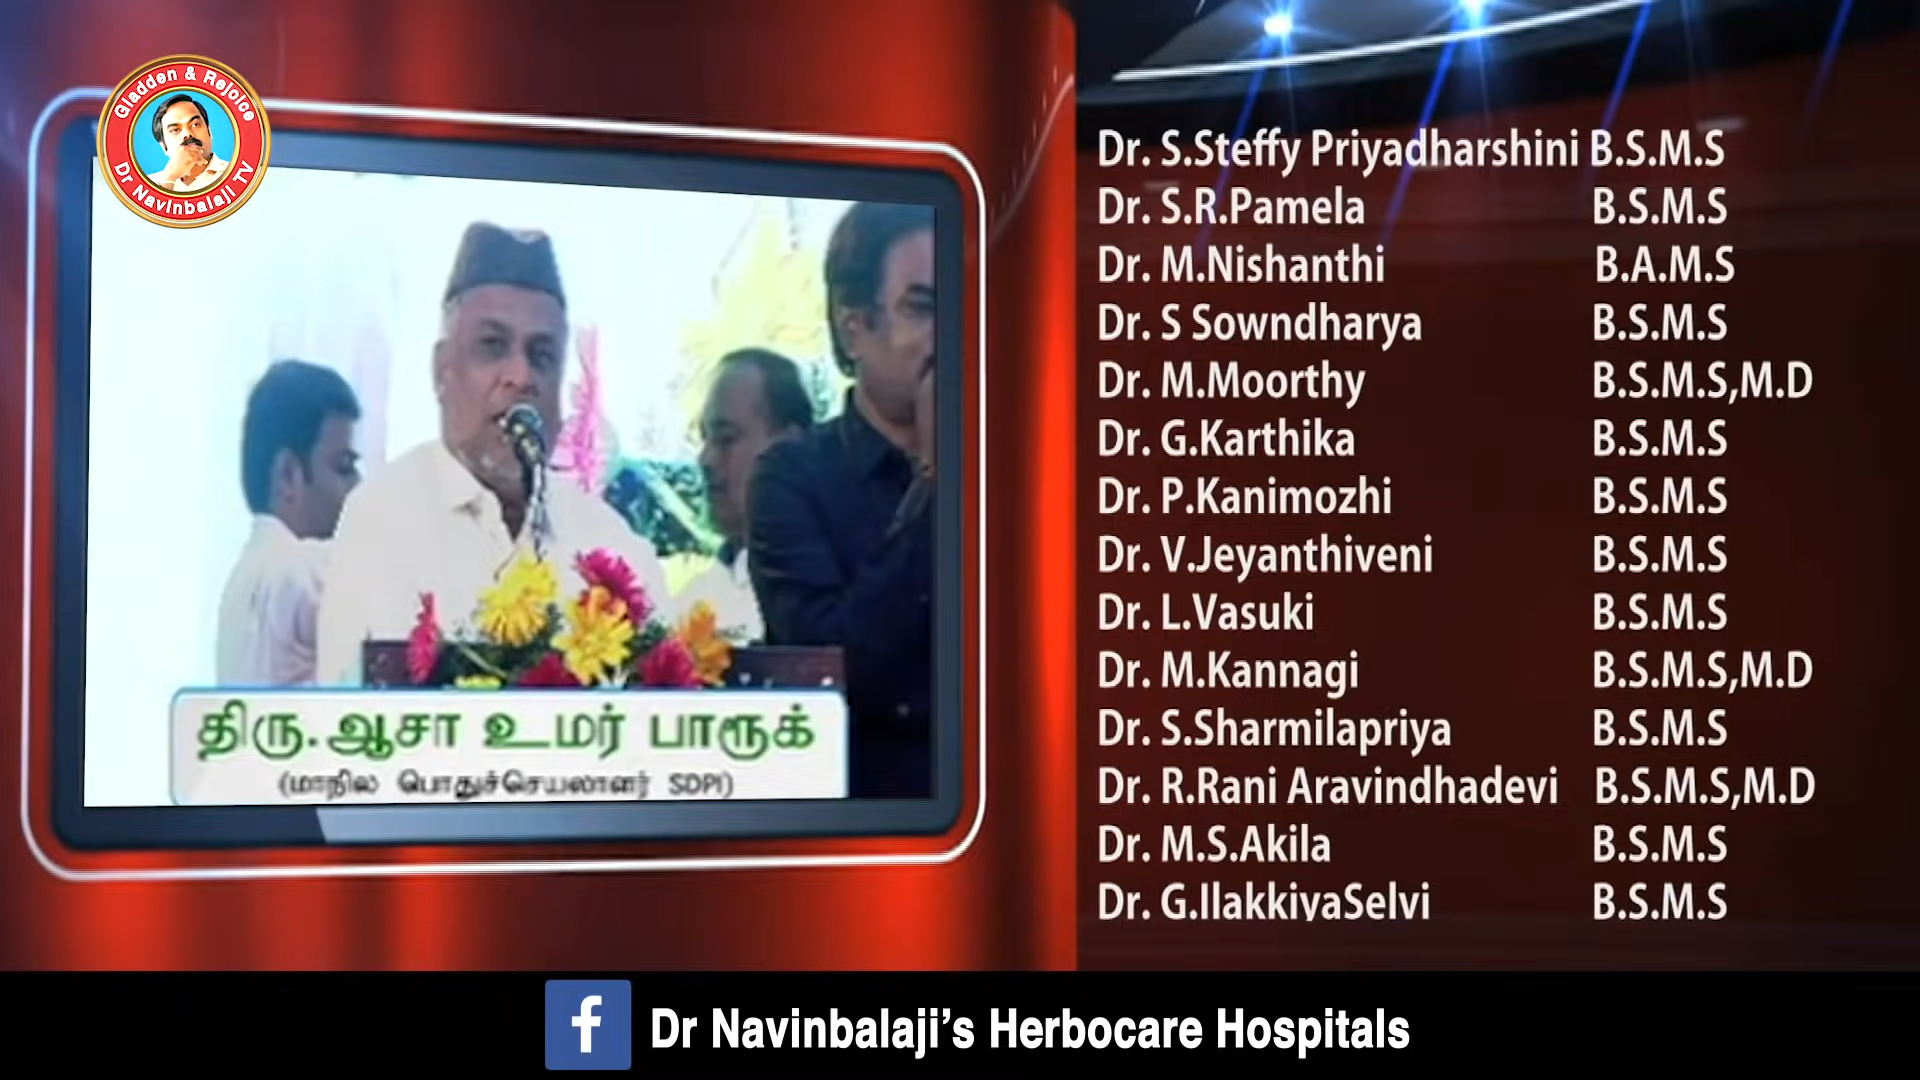 Gladden & Rejoice
Dr Navinbalaji TV
திரு.ஆசா உமர் பாரூக்
(மாநில பொதுச்செயலாளர் SDPI)
Dr. S.Steffy Priyadharshini B.S.M.S
Dr. S.R.Pamela B.S.M.S
Dr. M.Nishanthi B.A.M.S
Dr. S Sowndharya B.S.M.S
Dr. M.Moorthy B.S.M.S,M.D
Dr. G.Karthika B.S.M.S
Dr. P.Kanimozhi B.S.M.S
Dr. V.Jeyanthiveni B.S.M.S
Dr. L.Vasuki B.S.M.S
Dr. M.Kannagi B.S.M.S,M.D
Dr. S.Sharmilapriya B.S.M.S
Dr. R.Rani Aravindhadevi B.S.M.S,M.D
Dr. M.S.Akila B.S.M.S
Dr. G.IlakkiyaSelvi B.S.M.S
f Dr Navinbalaji’s Herbocare Hospitals